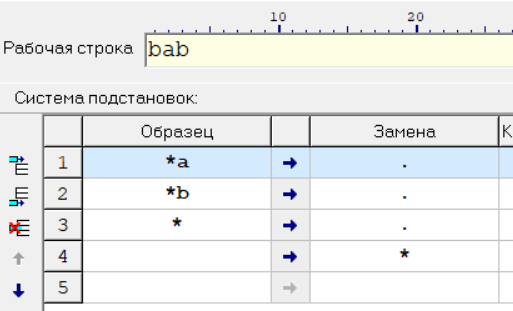 10 20
Рабочая строка bab
Система подстановок:
Образец Замена К
1 *a → .
2 *b → .
3 * → .
4 → *
5 →